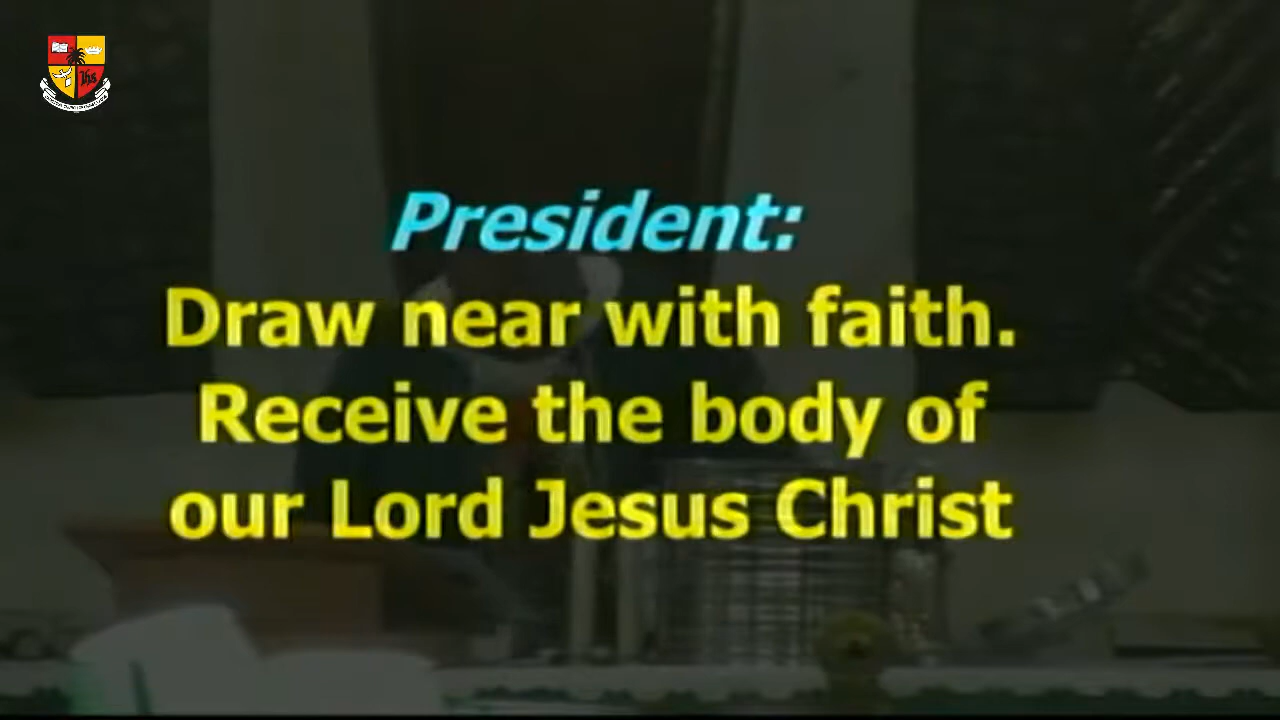 President:
Draw near with faith.
Receive the body of
our Lord Jesus Christ